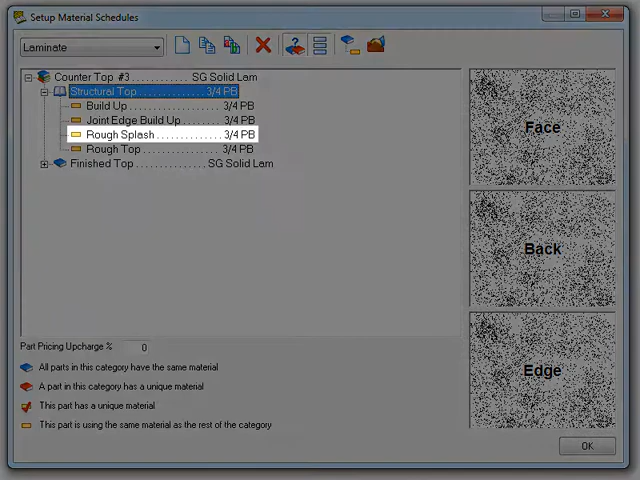 Setup Material Schedules
Laminate
Counter Top #3 . . . . . . . . . . . . SG Solid Lam
Structural Top . . . . . . . . . . . . 3/4 PB
Build Up . . . . . . . . . . . . . . . . . 3/4 PB
Joint Edge Build Up . . . . . . . . 3/4 PB
Rough Splash . . . . . . . . . . . . . 3/4 PB
Rough Top . . . . . . . . . . . . . . . 3/4 PB
Finished Top . . . . . . . . . . . . . SG Solid Lam
Face
Back
Edge
Part Pricing Upcharge % 0
All parts in this category have the same material
A part in this category has a unique material
This part has a unique material
This part is using the same material as the rest of the category
OK